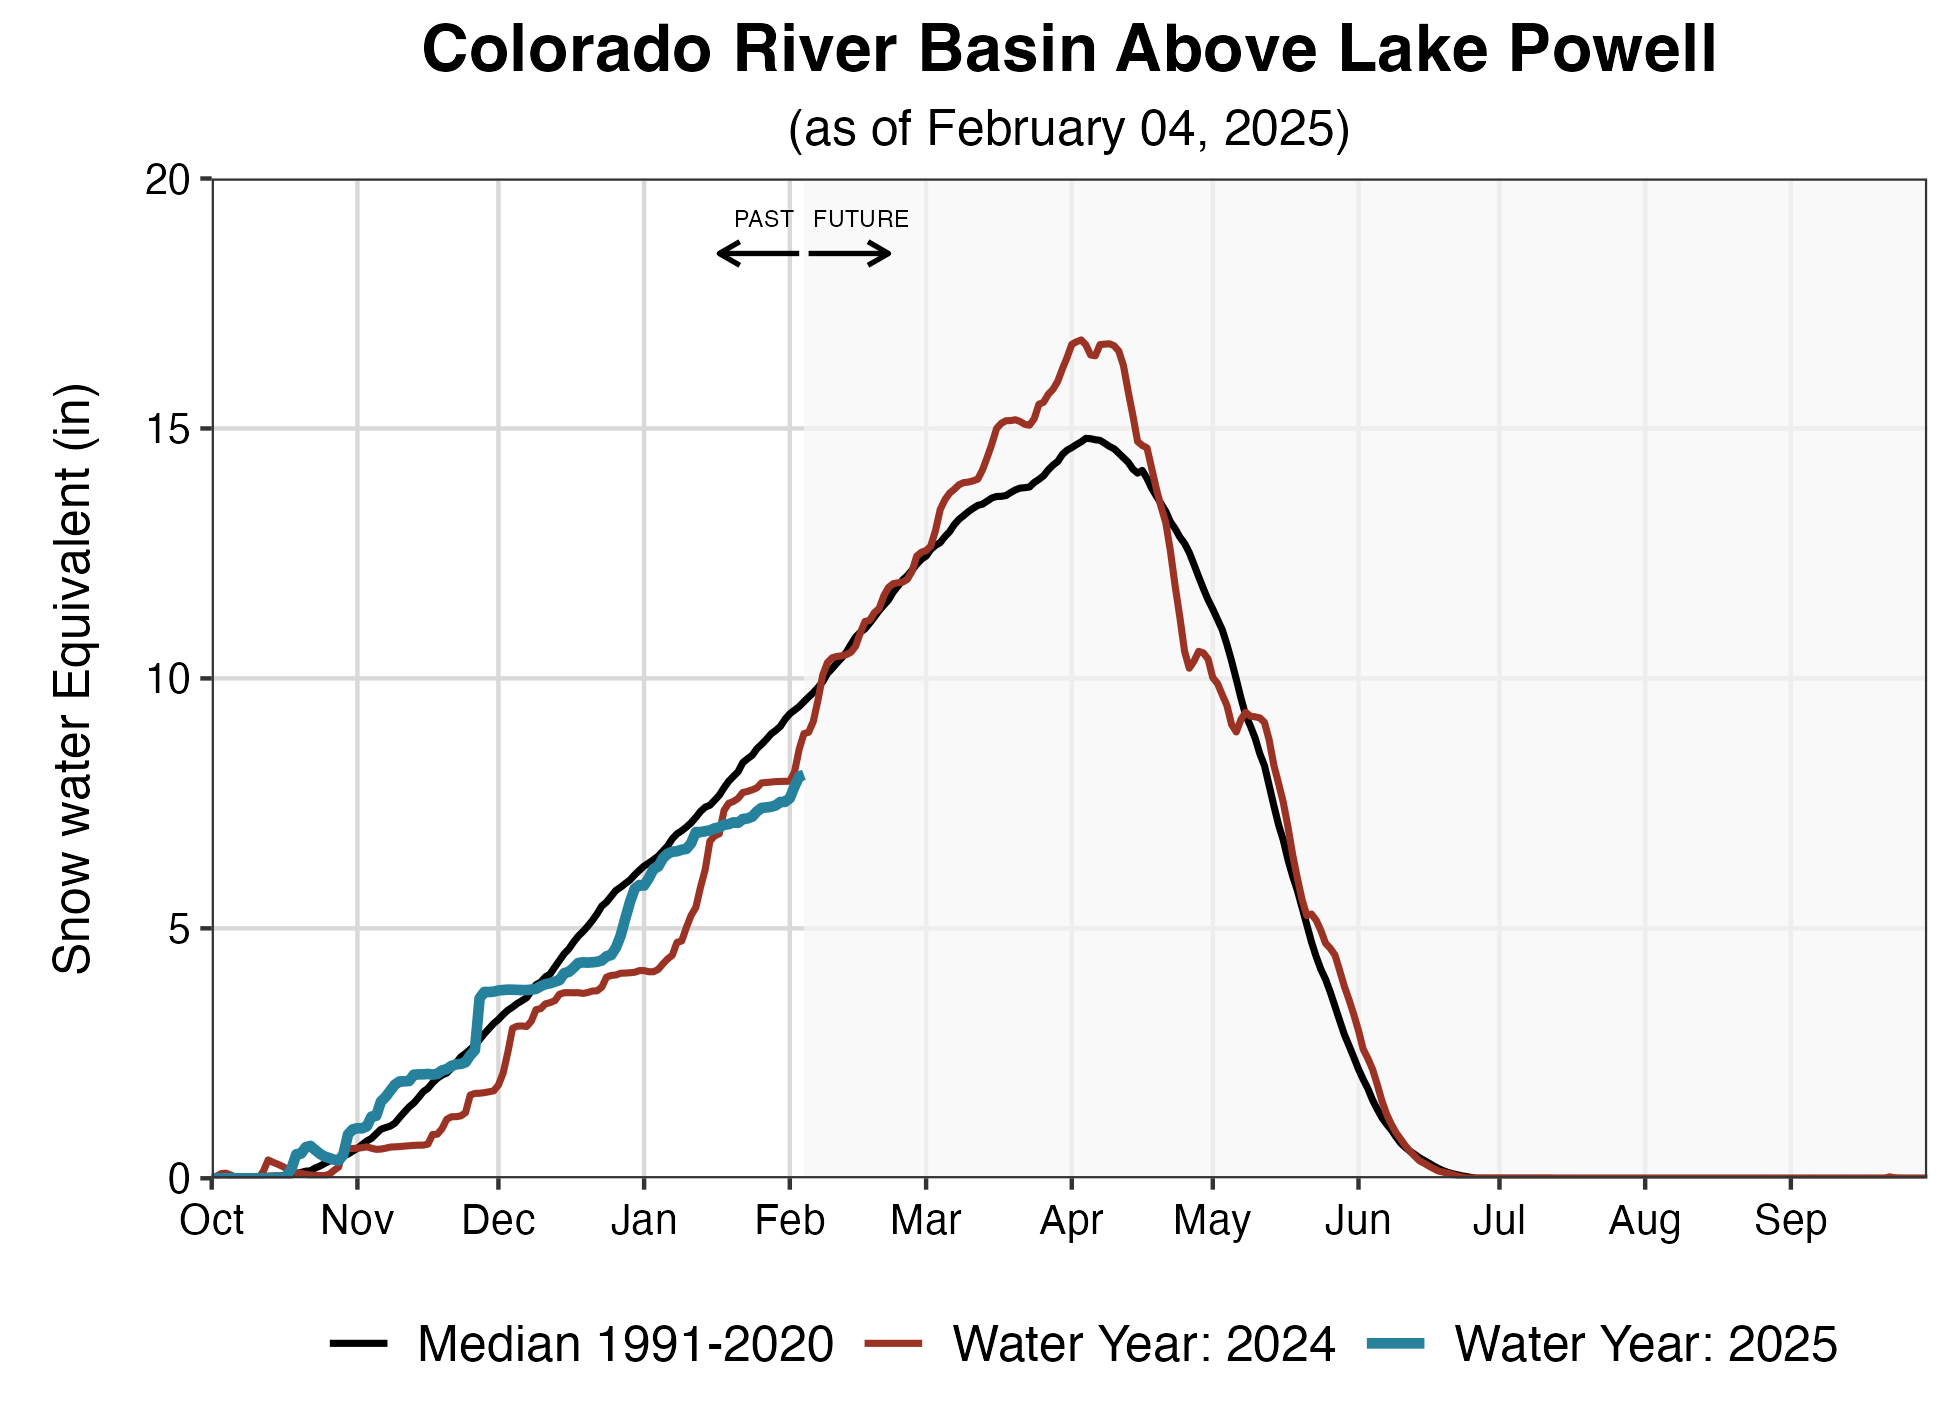 Colorado River Basin Above Lake Powell
(as of February 04, 2025)
20
PAST FUTURE
15
10
5
0
Snow water Equivalent (in)
Oct Nov Dec Jan Feb Mar Apr May Jun Jul Aug Sep
Median 1991-2020 Water Year: 2024 Water Year: 2025